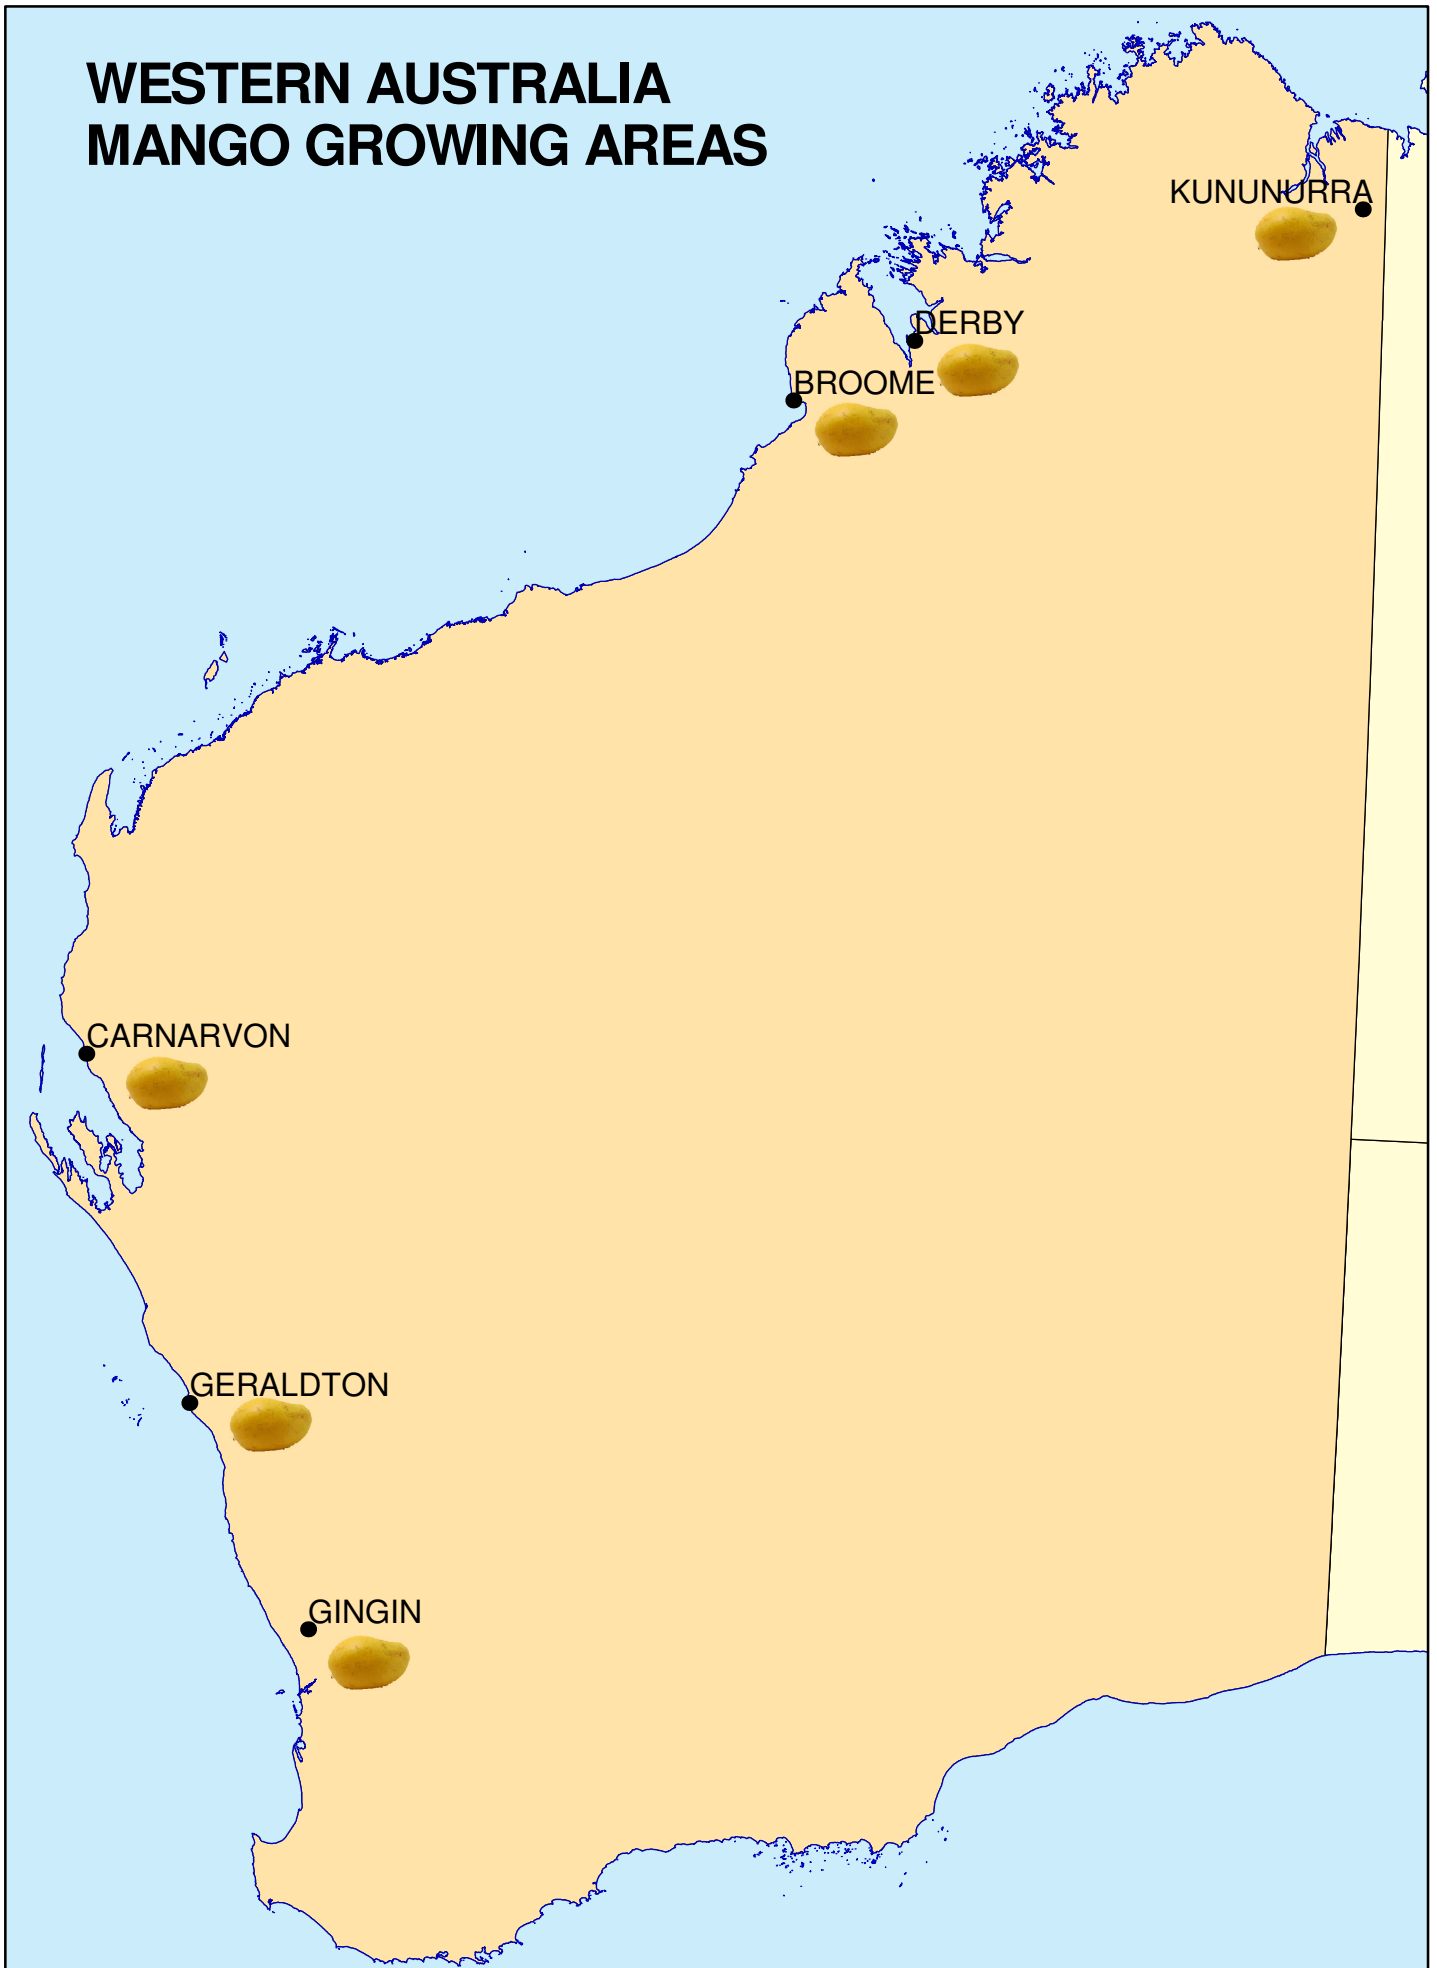 WESTERN AUSTRALIA
MANGO GROWING AREAS
KUNUNURRA
DERBY
BROOME
CARNARVON
GERALDTON
GINGIN